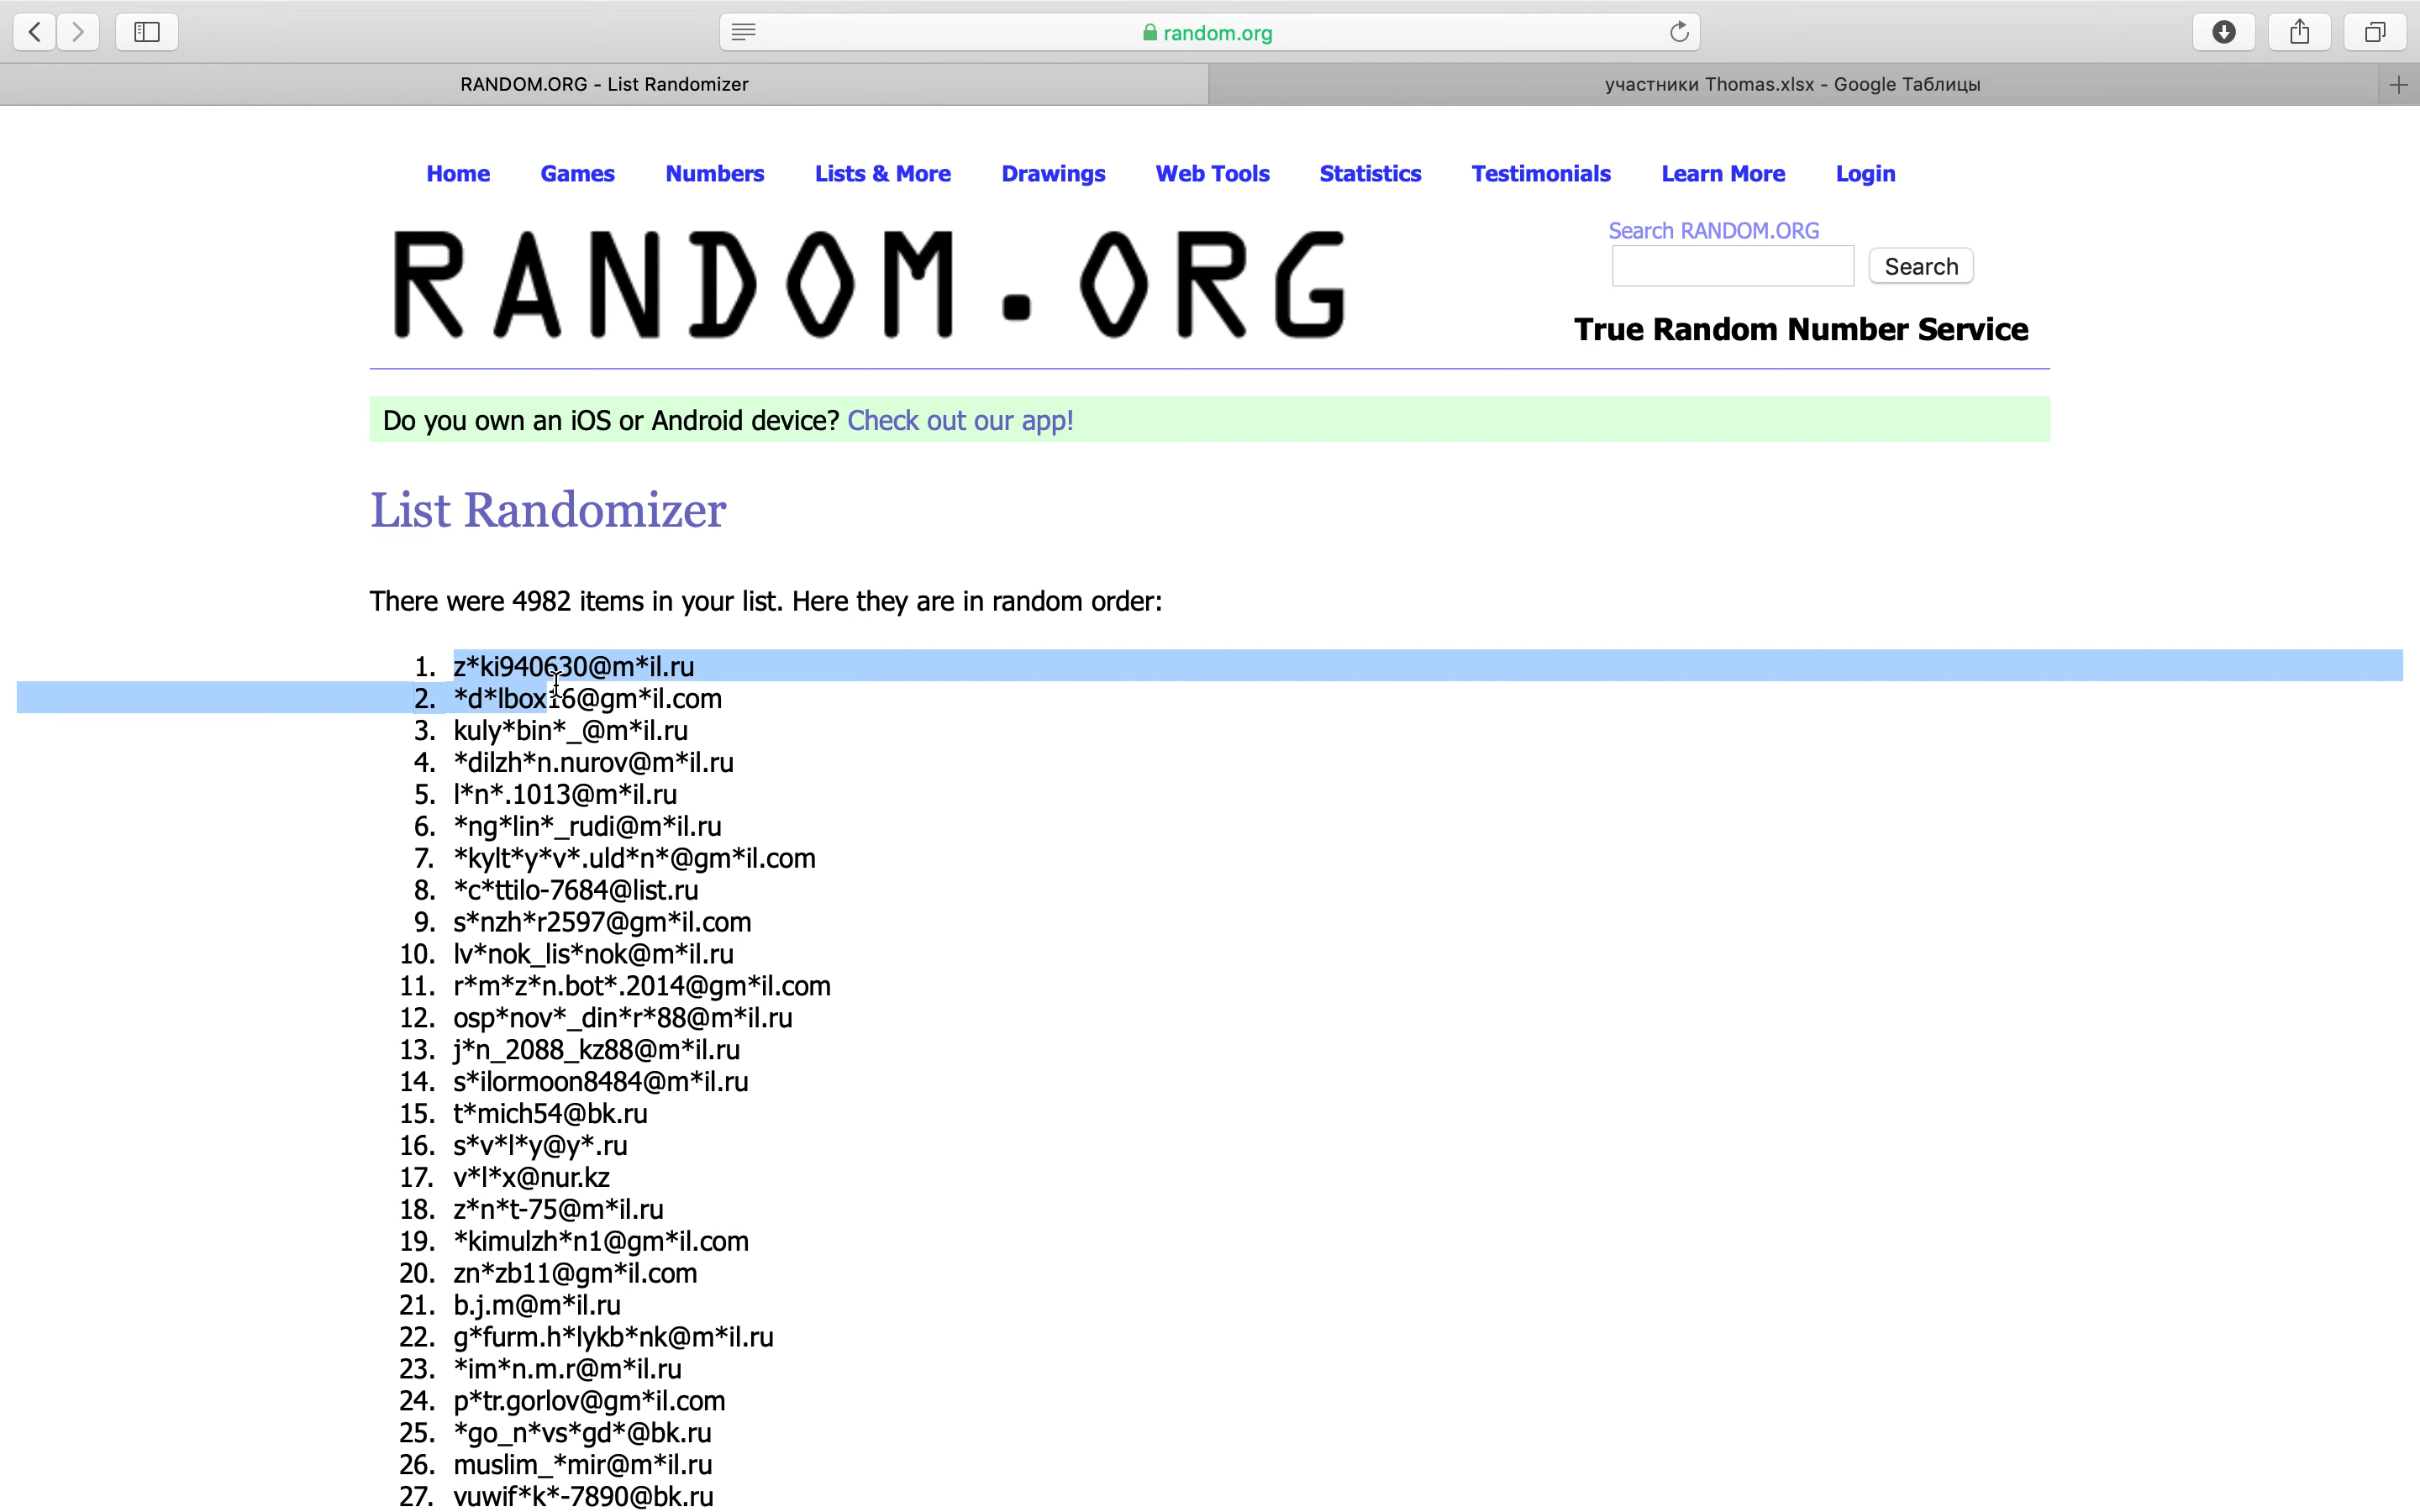 random.org
RANDOM.ORG - List Randomizer
участники Thomas.xlsx - Google Таблицы
Home Games Numbers Lists & More Drawings Web Tools Statistics Testimonials Learn More Login
RANDOM.ORG
Search RANDOM.ORG
Search
True Random Number Service
Do you own an iOS or Android device? Check out our app!
List Randomizer
There were 4982 items in your list. Here they are in random order:
1. z*ki940630@m*il.ru
2. *d*lbox16@gm*il.com
3. kuly*bin*_@m*il.ru
4. *dilzh*n.nurov@m*il.ru
5. l*n*.1013@m*il.ru
6. *ng*lin*_rudi@m*il.ru
7. *kylt*y*v*.uld*n*@gm*il.com
8. *c*ttilo-7684@list.ru
9. s*nzh*r2597@gm*il.com
10. lv*nok_lis*nok@m*il.ru
11. r*m*z*n.bot*.2014@gm*il.com
12. osp*nov*_din*r*88@m*il.ru
13. j*n_2088_kz88@m*il.ru
14. s*ilormoon8484@m*il.ru
15. t*mich54@bk.ru
16. s*v*l*y@y*.ru
17. v*l*x@nur.kz
18. z*n*t-75@m*il.ru
19. *kimulzh*n1@gm*il.com
20. zn*zb11@gm*il.com
21. b.j.m@m*il.ru
22. g*furm.h*lykb*nk@m*il.ru
23. *im*n.m.r@m*il.ru
24. p*tr.gorlov@gm*il.com
25. *go_n*vs*gd*@bk.ru
26. muslim_*mir@m*il.ru
27. vuwif*k*-7890@bk.ru